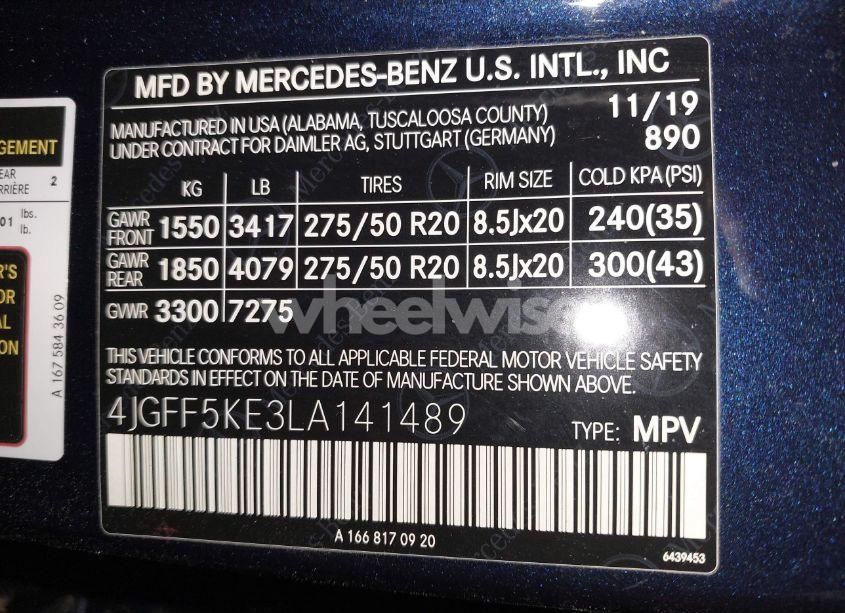 MFD BY MERCEDES-BENZ U.S. INTL., INC
MANUFACTURED IN USA (ALABAMA, TUSCALOOSA COUNTY) 11/19
UNDER CONTRACT FOR DAIMLER AG, STUTTGART (GERMANY) 890
KG LB TIRES RIM SIZE COLD KPA (PSI)
GAWR FRONT 1550 3417 275/50 R20 8.5Jx20 240(35)
GAWR REAR 1850 4079 275/50 R20 8.5Jx20 300(43)
GVWR 3300 7275
THIS VEHICLE CONFORMS TO ALL APPLICABLE FEDERAL MOTOR VEHICLE SAFETY
STANDARDS IN EFFECT ON THE DATE OF MANUFACTURE SHOWN ABOVE.
4JGFF5KE3LA141489 TYPE: MPV
A 166 817 09 20
6439453
2
lbs.
01 lb.
A 167 584 36 09
wheelwise